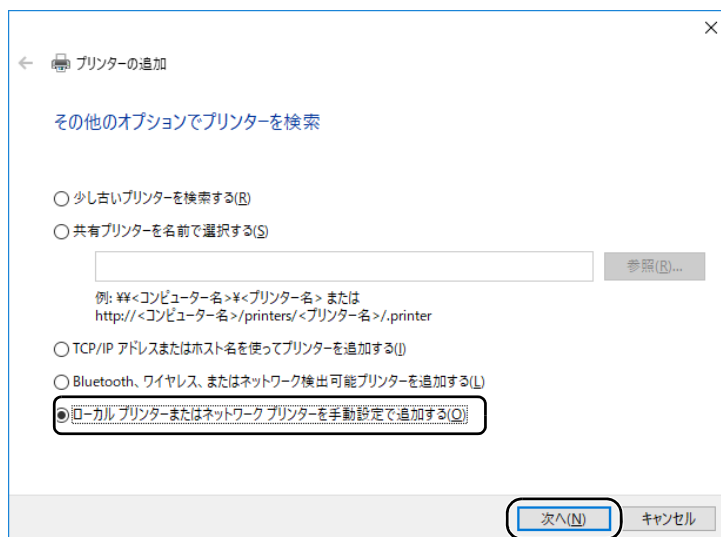 プリンターの追加
その他のオプションでプリンターを検索
少し古いプリンターを検索する(R)
共有プリンターを名前で選択する(S)
参照(R)...
例: ¥¥<コンピューター名>¥<プリンター名> または
http://<コンピューター名>/printers/<プリンター名>/.printer
TCP/IP アドレスまたはホスト名を使ってプリンターを追加する(I)
Bluetooth、ワイヤレス、またはネットワーク検出可能プリンターを追加する(L)
ローカル プリンターまたはネットワーク プリンターを手動設定で追加する(O)
次へ(N)
キャンセル